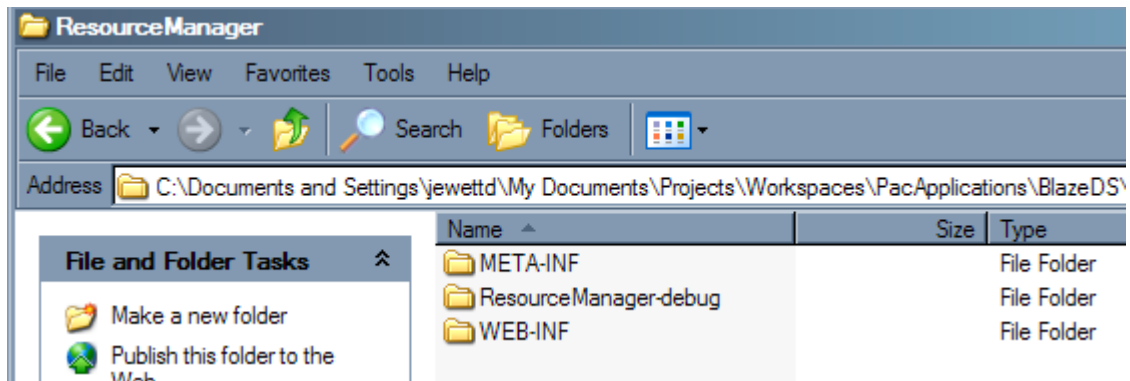 ResourceManager
File Edit View Favorites Tools Help
Back Search Folders
Address C:\Documents and Settings\jewettd\My Documents\Projects\Workspaces\PacApplications\BlazeDS\
Name Size Type
File and Folder Tasks
META-INF File Folder
ResourceManager-debug File Folder
Make a new folder
WEB-INF File Folder
Publish this folder to the
Web